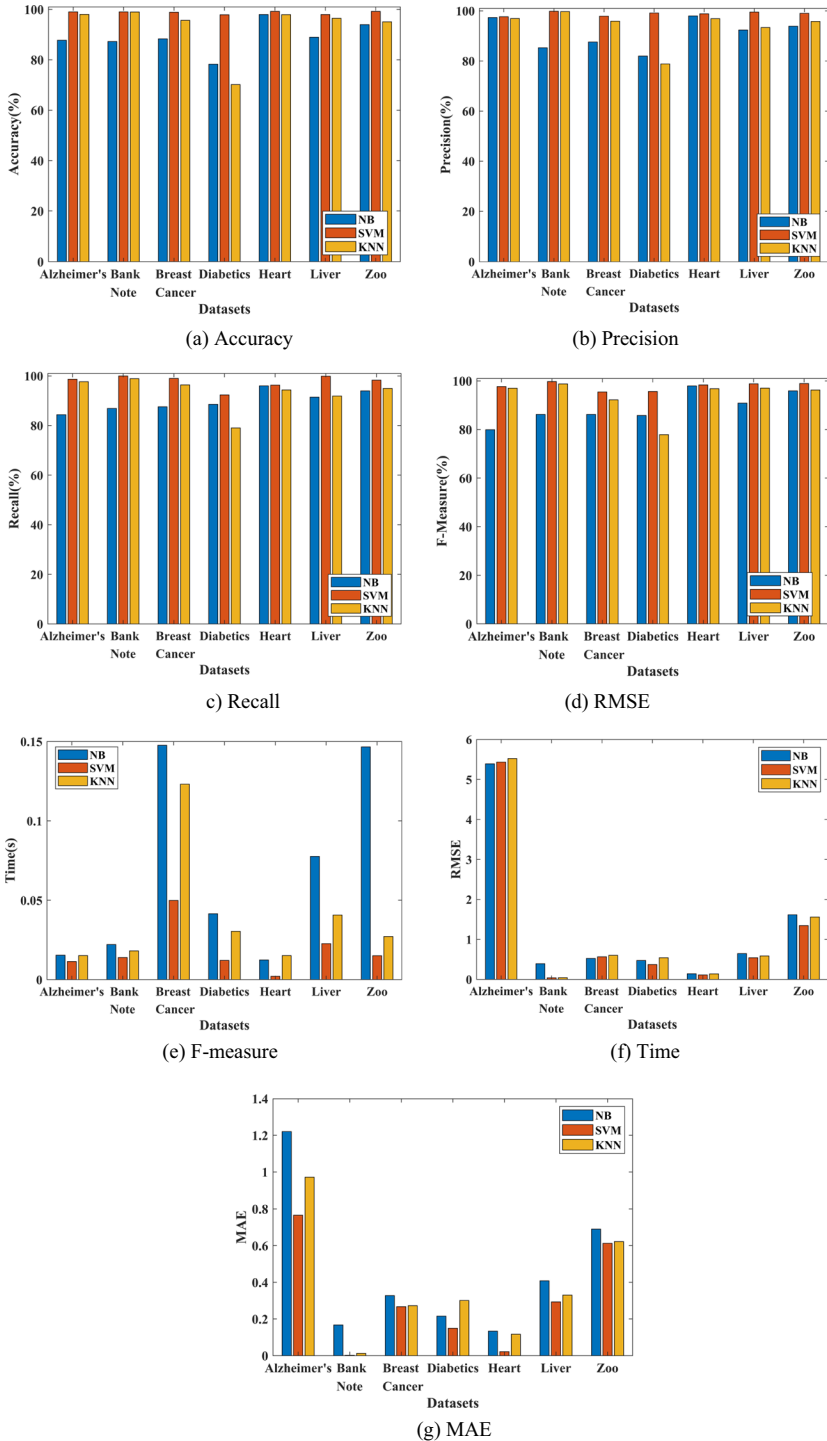 100
80
60
40
20
0
Accuracy(%)
NB
SVM
KNN
Alzheimer's Bank Breast Diabetics Heart Liver Zoo
Note Cancer
Datasets
(a) Accuracy
100
80
60
40
20
0
Precision(%)
NB
SVM
KNN
Alzheimer's Bank Breast Diabetics Heart Liver Zoo
Note Cancer
Datasets
(b) Precision
100
80
60
40
20
0
Recall(%)
NB
SVM
KNN
Alzheimer's Bank Breast Diabetics Heart Liver Zoo
Note Cancer
Datasets
c) Recall
100
80
60
40
20
0
F-Measure(%)
NB
SVM
KNN
Alzheimer's Bank Breast Diabetics Heart Liver Zoo
Note Cancer
Datasets
(d) RMSE
0.15
0.1
0.05
0
Time(s)
NB
SVM
KNN
Alzheimer's Bank Breast Diabetics Heart Liver Zoo
Note Cancer
Datasets
(e) F-measure
6
5
4
3
2
1
0
RMSE
NB
SVM
KNN
Alzheimer's Bank Breast Diabetics Heart Liver Zoo
Note Cancer
Datasets
(f) Time
1.4
1.2
1
0.8
0.6
0.4
0.2
0
MAE
NB
SVM
KNN
Alzheimer's Bank Breast Diabetics Heart Liver Zoo
Note Cancer
Datasets
(g) MAE